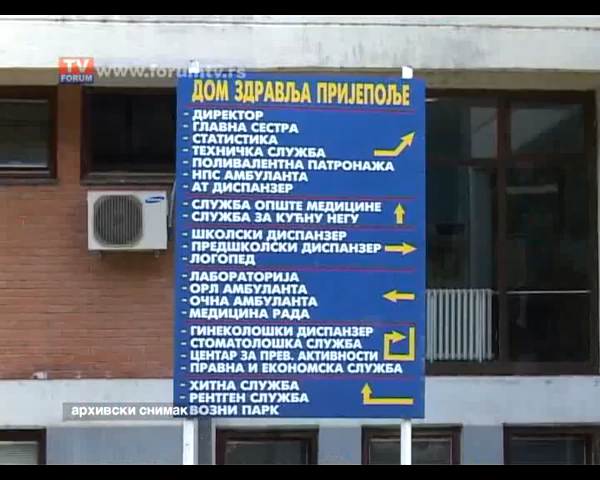 TV FORUM
www.forumtv.rs
ДОМ ЗДРАВЉА ПРИЈЕПОЉЕ
- ДИРЕКТОР
- ГЛАВНА СЕСТРА
- СТАТИСТИКА
- ТЕХНИЧКА СЛУЖБА
- ПОЛИВАЛЕНТНА ПАТРОНАЖА
- НПС АМБУЛАНТА
- АТ ДИСПАНЗЕР
- СЛУЖБА ОПШТЕ МЕДИЦИНЕ
- СЛУЖБА ЗА КУЋНУ НЕГУ
- ШКОЛСКИ ДИСПАНЗЕР
- ПРЕДШКОЛСКИ ДИСПАНЗЕР
- ЛОГОПЕД
- ЛАБОРАТОРИЈА
- ОРЛ АМБУЛАНТА
- ОЧНА АМБУЛАНТА
- МЕДИЦИНА РАДА
- ГИНЕКОЛОШКИ ДИСПАНЗЕР
- СТОМАТОЛОШКА СЛУЖБА
- ЦЕНТАР ЗА ПРЕВ. АКТИВНОСТИ
- ПРАВНА И ЕКОНОМСКА СЛУЖБА
- ХИТНА СЛУЖБА
- РЕНТГЕН СЛУЖБА
ВОЗНИ ПАРК
архивски снимак
SAMSUNG